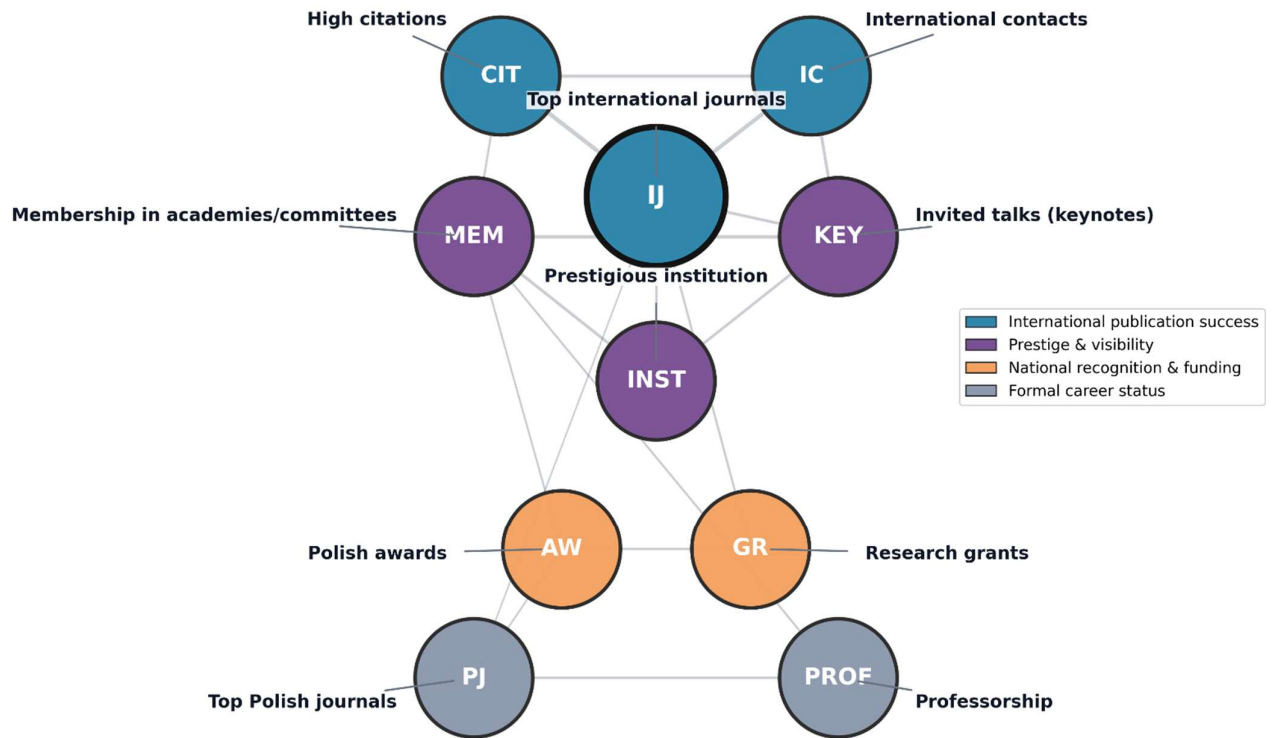 High citations
International contacts
CIT
IC
Top international journals
IJ
Membership in academies/committees
MEM
KEY
Invited talks (keynotes)
Prestigious institution
International publication success
Prestige & visibility
National recognition & funding
Formal career status
INST
Polish awards
AW
GR
Research grants
PJ
PROF
Top Polish journals
Professorship